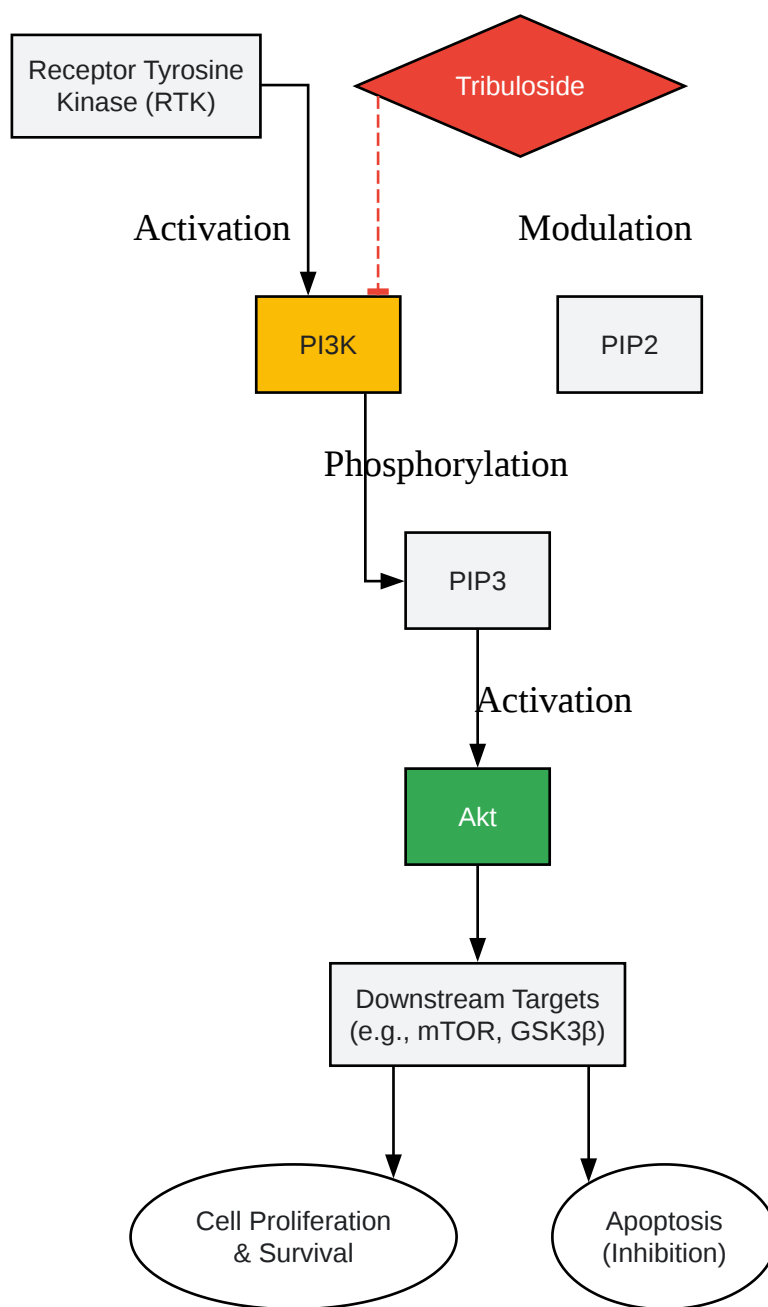 Receptor Tyrosine
Kinase (RTK)
Tribuloside
Activation
Modulation
PI3K
PIP2
Phosphorylation
PIP3
Activation
Akt
Downstream Targets
(e.g., mTOR, GSK3β)
Cell Proliferation
& Survival
Apoptosis
(Inhibition)